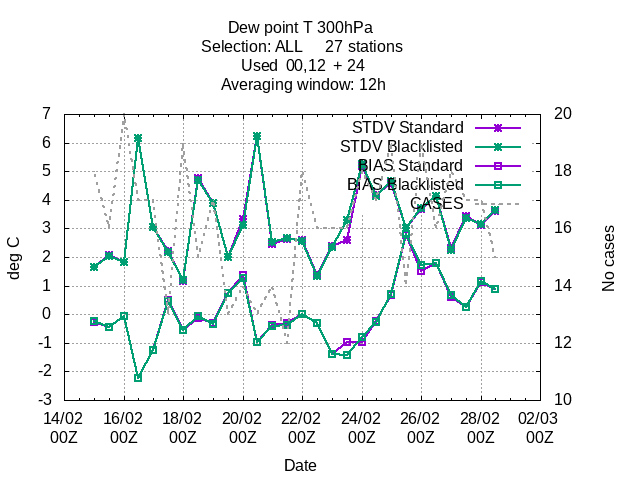 Dew point T 300hPa
Selection: ALL 27 stations
Used 00,12 + 24
Averaging window: 12h
7
6
5
4
3
2
1
0
-1
-2
-3
deg C
20
18
16
14
12
10
No cases
STDV Standard
STDV Blacklisted
BIAS Standard
BIAS Blacklisted
CASES
14/02 16/02 18/02 20/02 22/02 24/02 26/02 28/02 02/03
00Z 00Z 00Z 00Z 00Z 00Z 00Z 00Z 00Z
Date